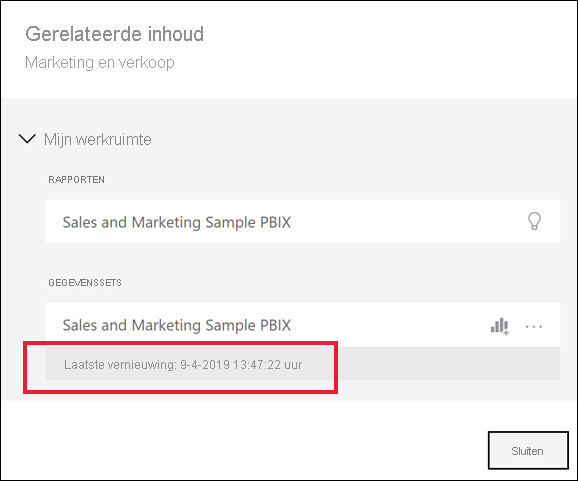 Gerelateerde inhoud
Marketing en verkoop
Mijn werkruimte
RAPPORTEN
Sales and Marketing Sample PBIX
GEGEVENSSETS
Sales and Marketing Sample PBIX
Laatste vernieuwing: 9-4-2019 13:47:22 uur
Sluiten